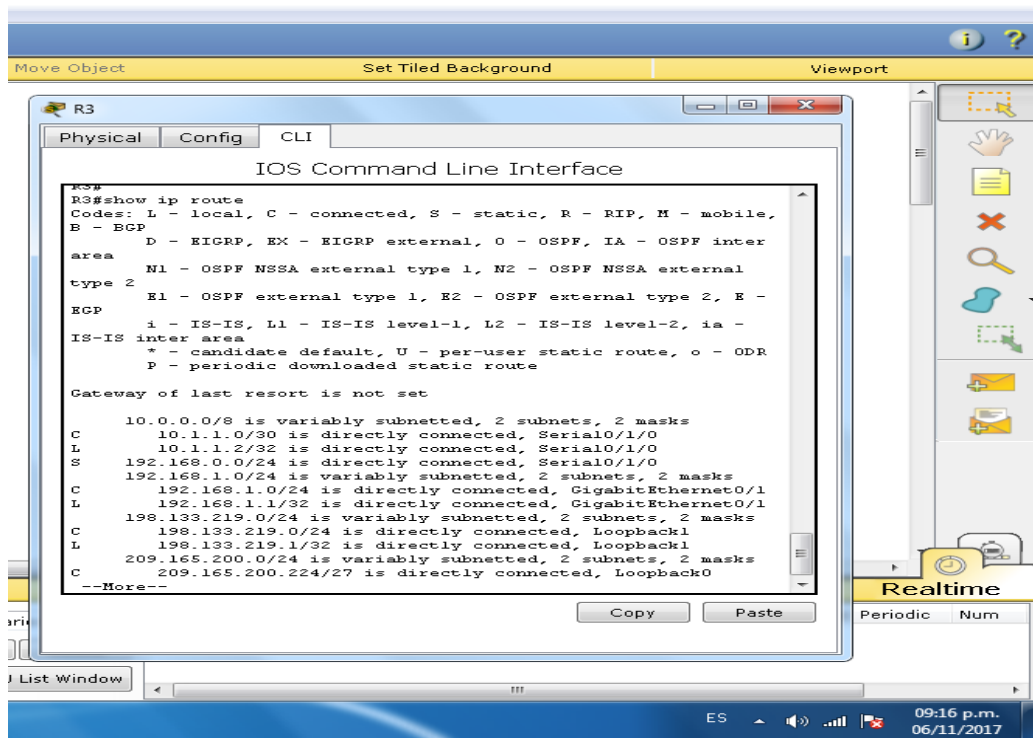 i ?
Move Object Set Tiled Background Viewport
R3
Physical Config CLI
IOS Command Line Interface
R3#
R3#show ip route
Codes: L - local, C - connected, S - static, R - RIP, M - mobile,
B - BGP
D - EIGRP, EX - EIGRP external, O - OSPF, IA - OSPF inter
area
N1 - OSPF NSSA external type 1, N2 - OSPF NSSA external
type 2
E1 - OSPF external type 1, E2 - OSPF external type 2, E -
EGP
i - IS-IS, L1 - IS-IS level-1, L2 - IS-IS level-2, ia -
IS-IS inter area
* - candidate default, U - per-user static route, o - ODR
P - periodic downloaded static route
Gateway of last resort is not set
10.0.0.0/8 is variably subnetted, 2 subnets, 2 masks
C 10.1.1.0/30 is directly connected, Serial0/1/0
L 10.1.1.2/32 is directly connected, Serial0/1/0
S 192.168.0.0/24 is directly connected, Serial0/1/0
192.168.1.0/24 is variably subnetted, 2 subnets, 2 masks
C 192.168.1.0/24 is directly connected, GigabitEthernet0/1
L 192.168.1.1/32 is directly connected, GigabitEthernet0/1
198.133.219.0/24 is variably subnetted, 2 subnets, 2 masks
C 198.133.219.0/24 is directly connected, Loopback1
L 198.133.219.1/32 is directly connected, Loopback1
209.165.200.0/24 is variably subnetted, 2 subnets, 2 masks
C 209.165.200.224/27 is directly connected, Loopback0
--More--
Copy Paste
Realtime
Periodic Num
List Window
ES 09:16 p.m.
06/11/2017